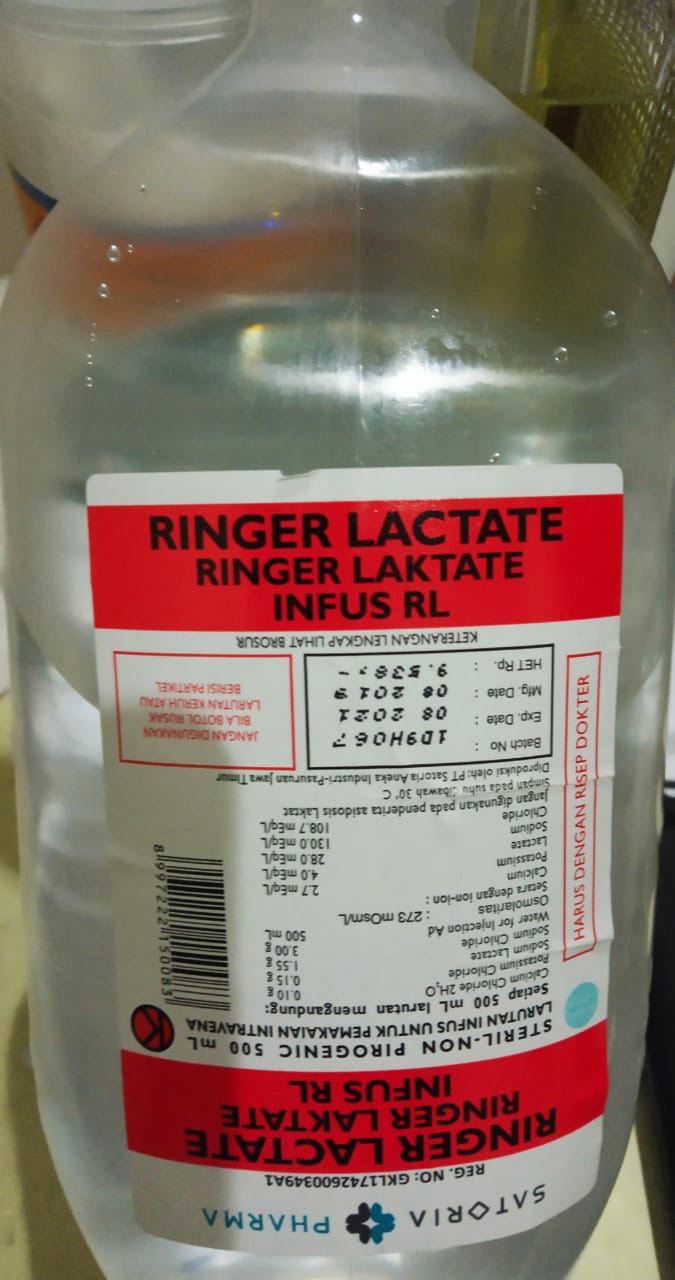 SATORIA PHARMA
REG. NO: GKL1742600349A1
RINGER LACTATE
RINGER LAKTATE
INFUS RL
STERIL-NON PIROGENIC 500 mL
LARUTAN INFUS UNTUK PEMAKAIAN INTRAVENA
K
Setiap 500 mL larutan mengandung:
Calcium Chloride 2H₂O 0.10 g
Potassium Chloride 0.15 g
Sodium Lactate 1.55 g
Sodium Chloride 3.00 g
Water for Injection Ad 500 mL
Osmolaritas : 273 mOsm/L
Setara dengan ion-ion :
Calcium 2.7 mEq/L
Potassium 4.0 mEq/L
Lactate 28.0 mEq/L
Sodium 130.0 mEq/L
Chloride 108.7 mEq/L
Jangan digunakan pada penderita asidosis Laktat
Simpan pada suhu dibawah 30° C
Diproduksi oleh: PT Satoria Aneka Industri-Pasuruan Jawa Timur
8 997222 150083
HARUS DENGAN RESEP DOKTER
Batch No : 1D9H067
Exp. Date : 08 2021
Mfg. Date : 08 2019
HET Rp. : 9.538,-
JANGAN DIGUNAKAN
BILA BOTOL RUSAK
LARUTAN KERUH ATAU
BERISI PARTIKEL
KETERANGAN LENGKAP LIHAT BROSUR
RINGER LACTATE
RINGER LAKTATE
INFUS RL